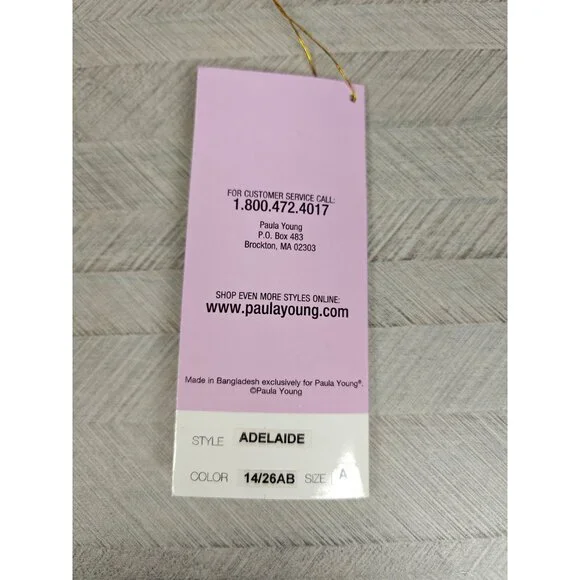 FOR CUSTOMER SERVICE CALL:
1.800.472.4017
Paula Young
P.O. Box 483
Brockton, MA 02303
SHOP EVEN MORE STYLES ONLINE:
www.paulayoung.com
Made in Bangladesh exclusively for Paula Young®.
©Paula Young
STYLE ADELAIDE
COLOR 14/26AB SIZE A